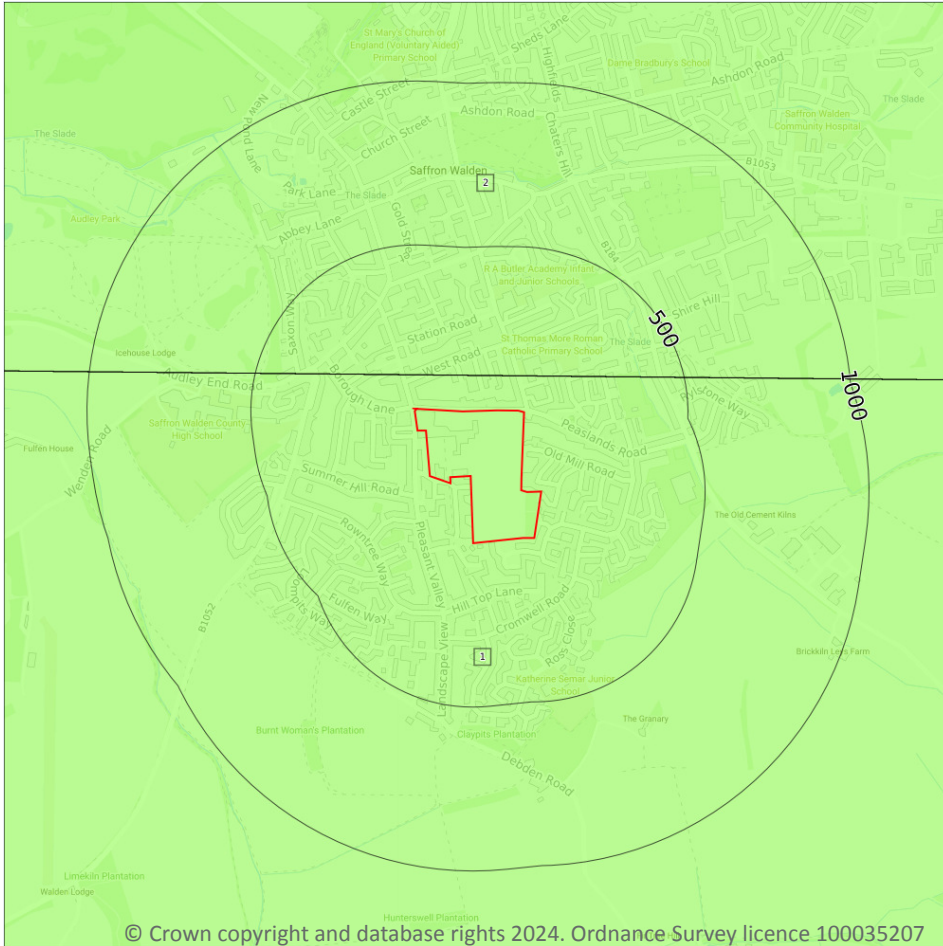 St Mary's Church of
England (Voluntary Aided)
Primary School
Sheds Lane
Highfields
Dame Bradbury's School
Ashdon Road
New Pond Lane
Castle Street
Ashdon Road
Chaters Hill
The Slade
Saffron Walden
Community Hospital
The Slade
Church Street
B1053
Saffron Walden
2
Park Lane
The Slade
Audley Park
Abbey Lane
Gold Street
B184
R A Butler Academy Infant
and Junior Schools
Saxon Way
Shire Hill
500
Station Road
St Thomas More Roman
Catholic Primary School
The Slade
Icehouse Lodge
West Road
Audley End Road
Borough Lane
Rylstone Way
1000
Saffron Walden County
High School
Peaslands Road
Fulfen House
Wenden Road
Old Mill Road
Summer Hill Road
The Old Cement Kilns
Rowntree Way
Pleasant Valley
B1052
Fulfen Way
Hill Top Lane
Cromwell Road
Ross Close
Brickkiln Lees Farm
1
Landscape View
Katherine Semar Junior
School
The Granary
Burnt Woman's Plantation
Claypits Plantation
Debden Road
Limekiln Plantation
Walden Lodge
Hunterswell Plantation
© Crown copyright and database rights 2024. Ordnance Survey licence 100035207